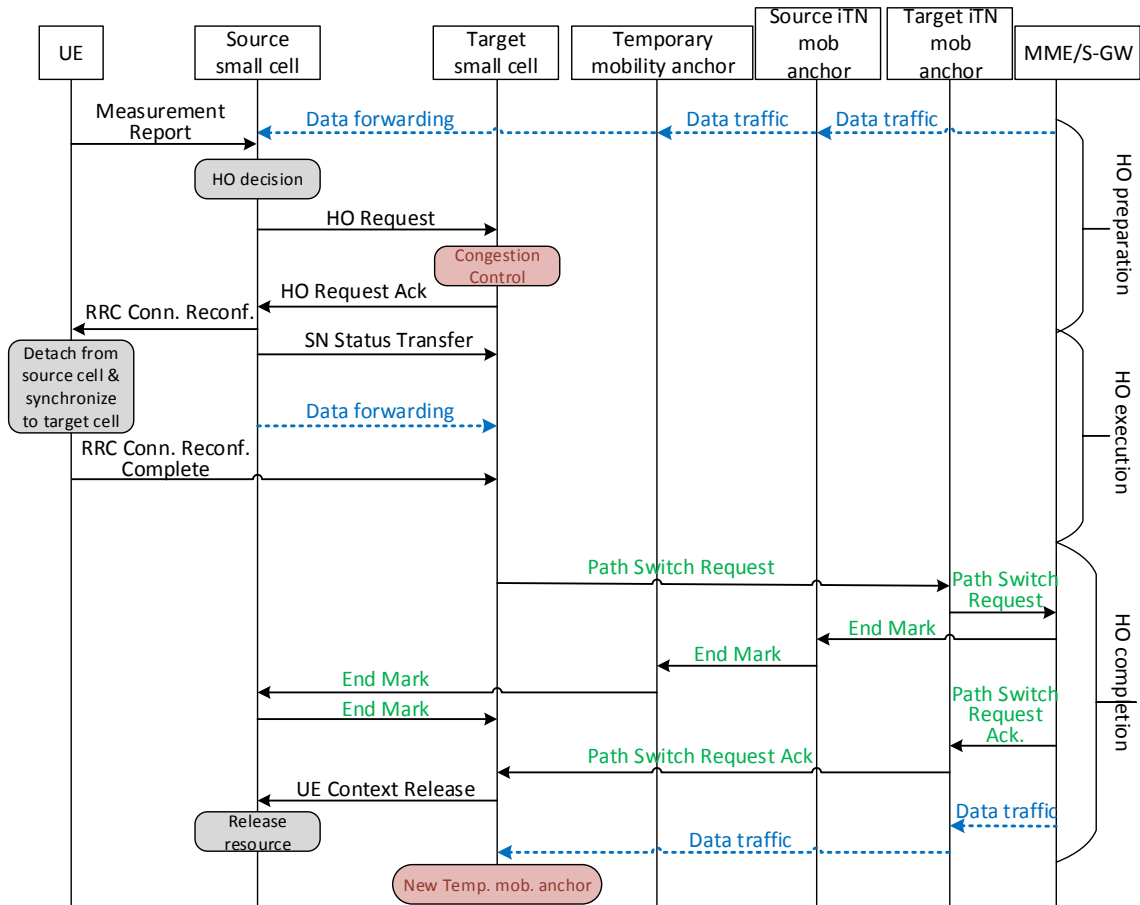 UE
Source
small cell
Target
small cell
Temporary
mobility anchor
Source iTN
mob
anchor
Target iTN
mob
anchor
MME/S-GW
Measurement
Report
Data forwarding
Data traffic
Data traffic
HO decision
HO Request
Congestion
Control
HO Request Ack
RRC Conn. Reconf.
SN Status Transfer
HO preparation
Detach from
source cell &
synchronize
to target cell
Data forwarding
RRC Conn. Reconf.
Complete
HO execution
Path Switch Request
Path Switch
Request
End Mark
End Mark
End Mark
End Mark
Path Switch
Request
Ack.
Path Switch Request Ack
UE Context Release
HO completion
Release
resource
Data traffic
Data traffic
New Temp. mob. anchor